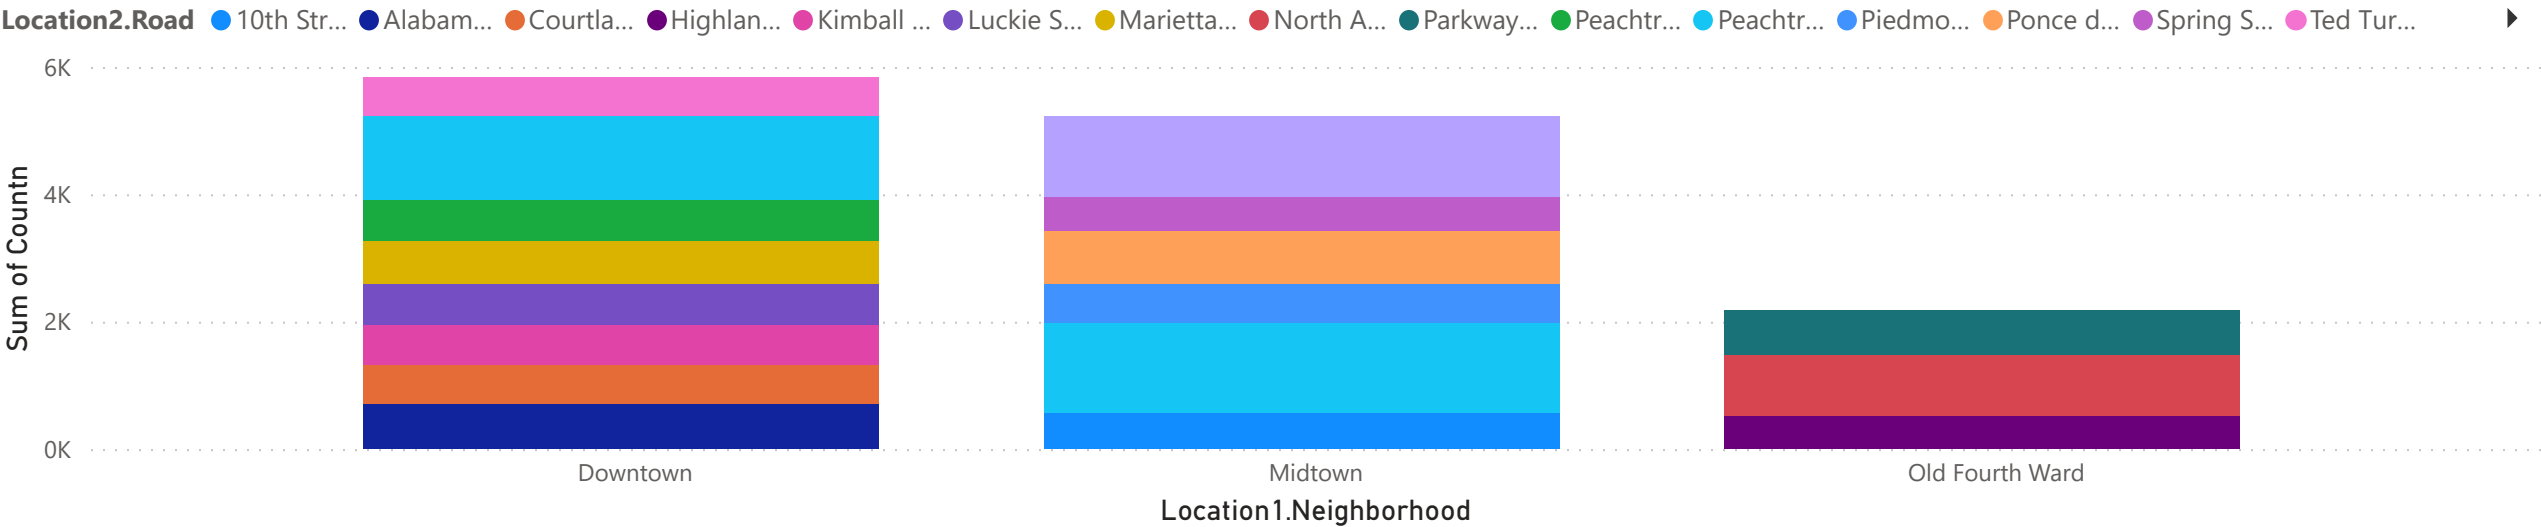 Location2.Road 10th Str... Alabam... Courtla... Highlan... Kimball ... Luckie S... Marietta... North A... Parkway... Peachtr... Peachtr... Piedmo... Ponce d... Spring S... Ted Tur...
6K
4K
2K
0K
Sum of Countn
Downtown Midtown Old Fourth Ward
Location1.Neighborhood